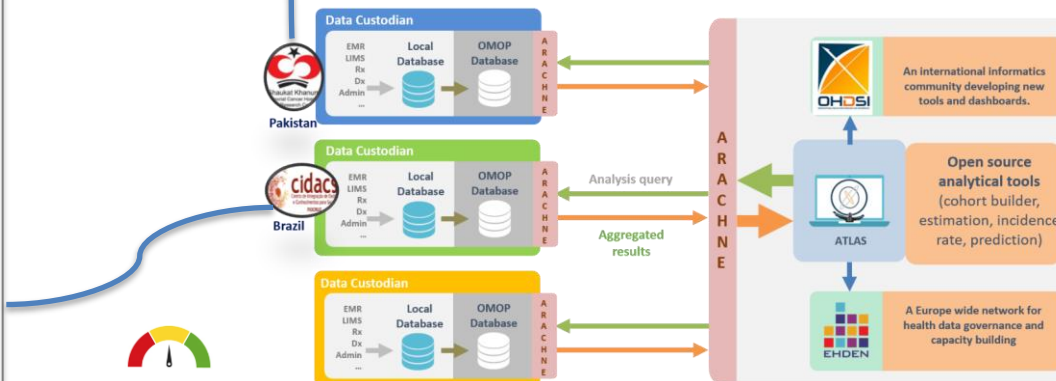 Data Custodian
EMR
LIMS
Rx
Dx
Admin
...
Local
Database
OMOP
Database
ARACHNE
Pakistan
Data Custodian
EMR
LIMS
Rx
Dx
Admin
...
Local
Database
OMOP
Database
ARACHNE
cidacs
Brazil
Data Custodian
EMR
LIMS
Rx
Dx
Admin
...
Local
Database
OMOP
Database
ARACHNE
Analysis query
Aggregated
results
ARACHNE
OHDSI
An international informatics
community developing new
tools and dashboards.
ATLAS
Open source
analytical tools
(cohort builder,
estimation, incidence
rate, prediction)
EHDEN
A Europe wide network for
health data governance and
capacity building